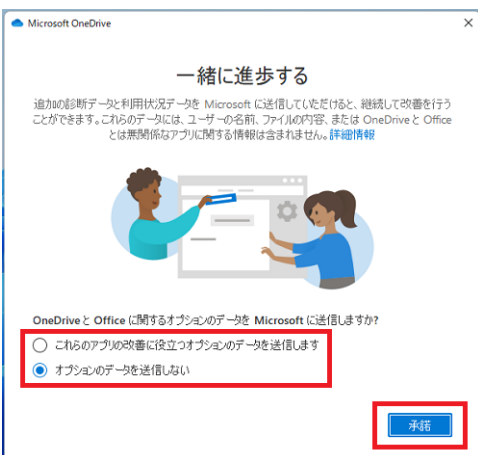 Microsoft OneDrive
一緒に進歩する
追加の診断データと利用状況データを Microsoft に送信していただけると、継続して改善を行う
ことができます。これらのデータには、ユーザーの名前、ファイルの内容、または OneDrive と Office
とは無関係なアプリに関する情報は含まれません。詳細情報
OneDrive と Office に関するオプションのデータを Microsoft に送信しますか?
これらのアプリの改善に役立つオプションのデータを送信します
オプションのデータを送信しない
承諾